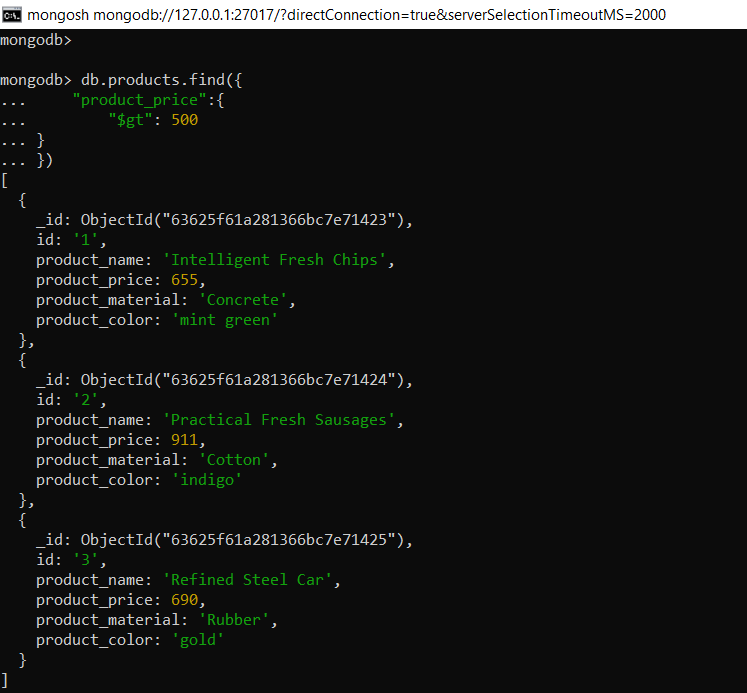 mongosh mongodb://127.0.0.1:27017/?directConnection=true&serverSelectionTimeoutMS=2000
mongodb>
mongodb> db.products.find({
...     "product_price":{
...         "$gt": 500
... }
... })
[
  {
    _id: ObjectId("63625f61a281366bc7e71423"),
    id: '1',
    product_name: 'Intelligent Fresh Chips',
    product_price: 655,
    product_material: 'Concrete',
    product_color: 'mint green'
  },
  {
    _id: ObjectId("63625f61a281366bc7e71424"),
    id: '2',
    product_name: 'Practical Fresh Sausages',
    product_price: 911,
    product_material: 'Cotton',
    product_color: 'indigo'
  },
  {
    _id: ObjectId("63625f61a281366bc7e71425"),
    id: '3',
    product_name: 'Refined Steel Car',
    product_price: 690,
    product_material: 'Rubber',
    product_color: 'gold'
  }
]